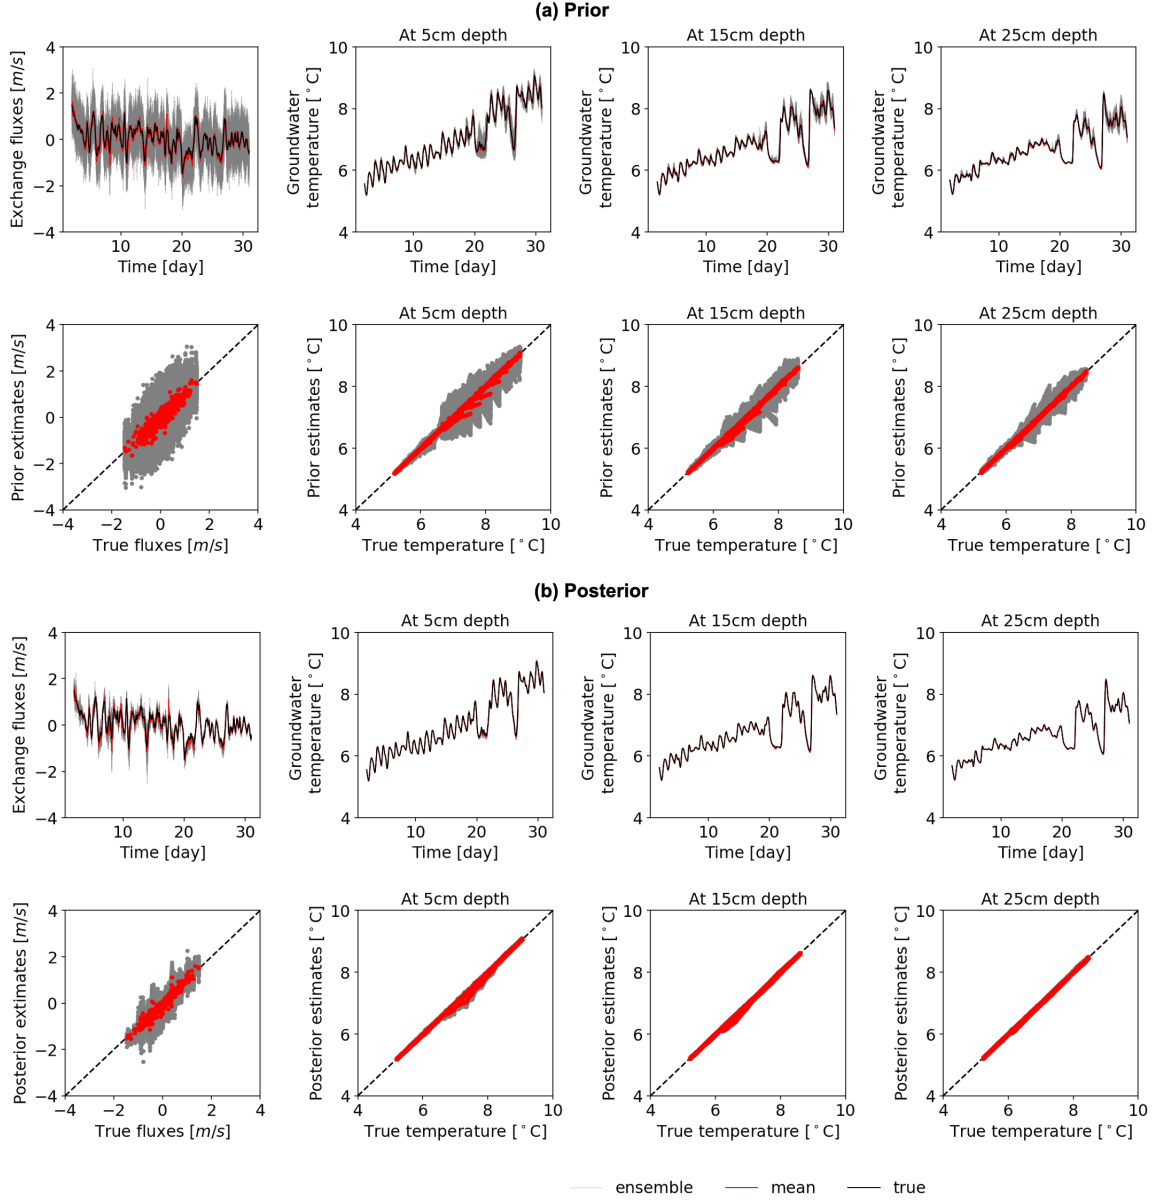 (a) Prior
At 5cm depth
At 15cm depth
At 25cm depth
Exchange fluxes [m/s]
4
2
0
−2
−4
10
20
30
Time [day]
Groundwater
temperature [°C]
10
8
6
4
10
20
30
Time [day]
Groundwater
temperature [°C]
10
8
6
4
10
20
30
Time [day]
Groundwater
temperature [°C]
10
8
6
4
10
20
30
Time [day]
At 5cm depth
At 15cm depth
At 25cm depth
Prior extimates [m/s]
4
2
0
−2
−4
−4
−2
0
2
4
True fluxes [m/s]
Prior estimates [°C]
10
8
6
4
4
6
8
10
True temperature [°C]
Prior estimates [°C]
10
8
6
4
4
6
8
10
True temperature [°C]
Prior estimates [°C]
10
8
6
4
4
6
8
10
True temperature [°C]
(b) Posterior
At 5cm depth
At 15cm depth
At 25cm depth
Exchange fluxes [m/s]
4
2
0
−2
−4
10
20
30
Time [day]
Groundwater
temperature [°C]
10
8
6
4
10
20
30
Time [day]
Groundwater
temperature [°C]
10
8
6
4
10
20
30
Time [day]
Groundwater
temperature [°C]
10
8
6
4
10
20
30
Time [day]
At 5cm depth
At 15cm depth
At 25cm depth
Posterior extimates [m/s]
4
2
0
−2
−4
−4
−2
0
2
4
True fluxes [m/s]
Posterior estimates [°C]
10
8
6
4
4
6
8
10
True temperature [°C]
Posterior estimates [°C]
10
8
6
4
4
6
8
10
True temperature [°C]
Posterior estimates [°C]
10
8
6
4
4
6
8
10
True temperature [°C]
ensemble
mean
true